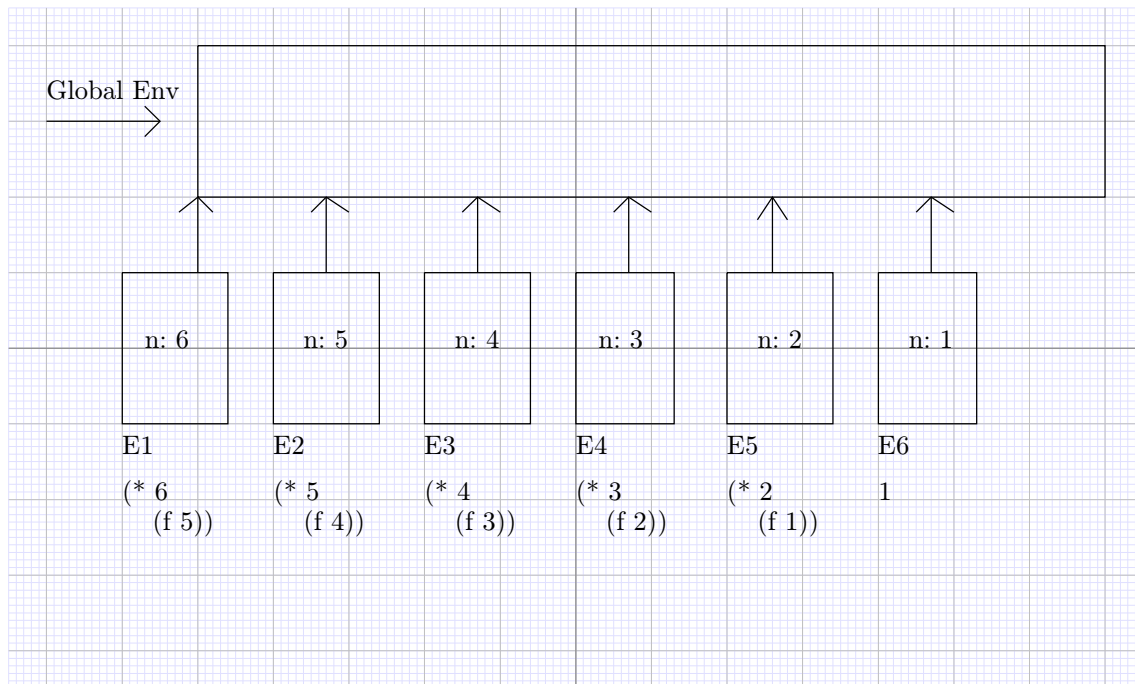 Global Env
n: 6
n: 5
n: 4
n: 3
n: 2
n: 1
E1
E2
E3
E4
E5
E6
(* 6
(f 5))
(* 5
(f 4))
(* 4
(f 3))
(* 3
(f 2))
(* 2
(f 1))
1